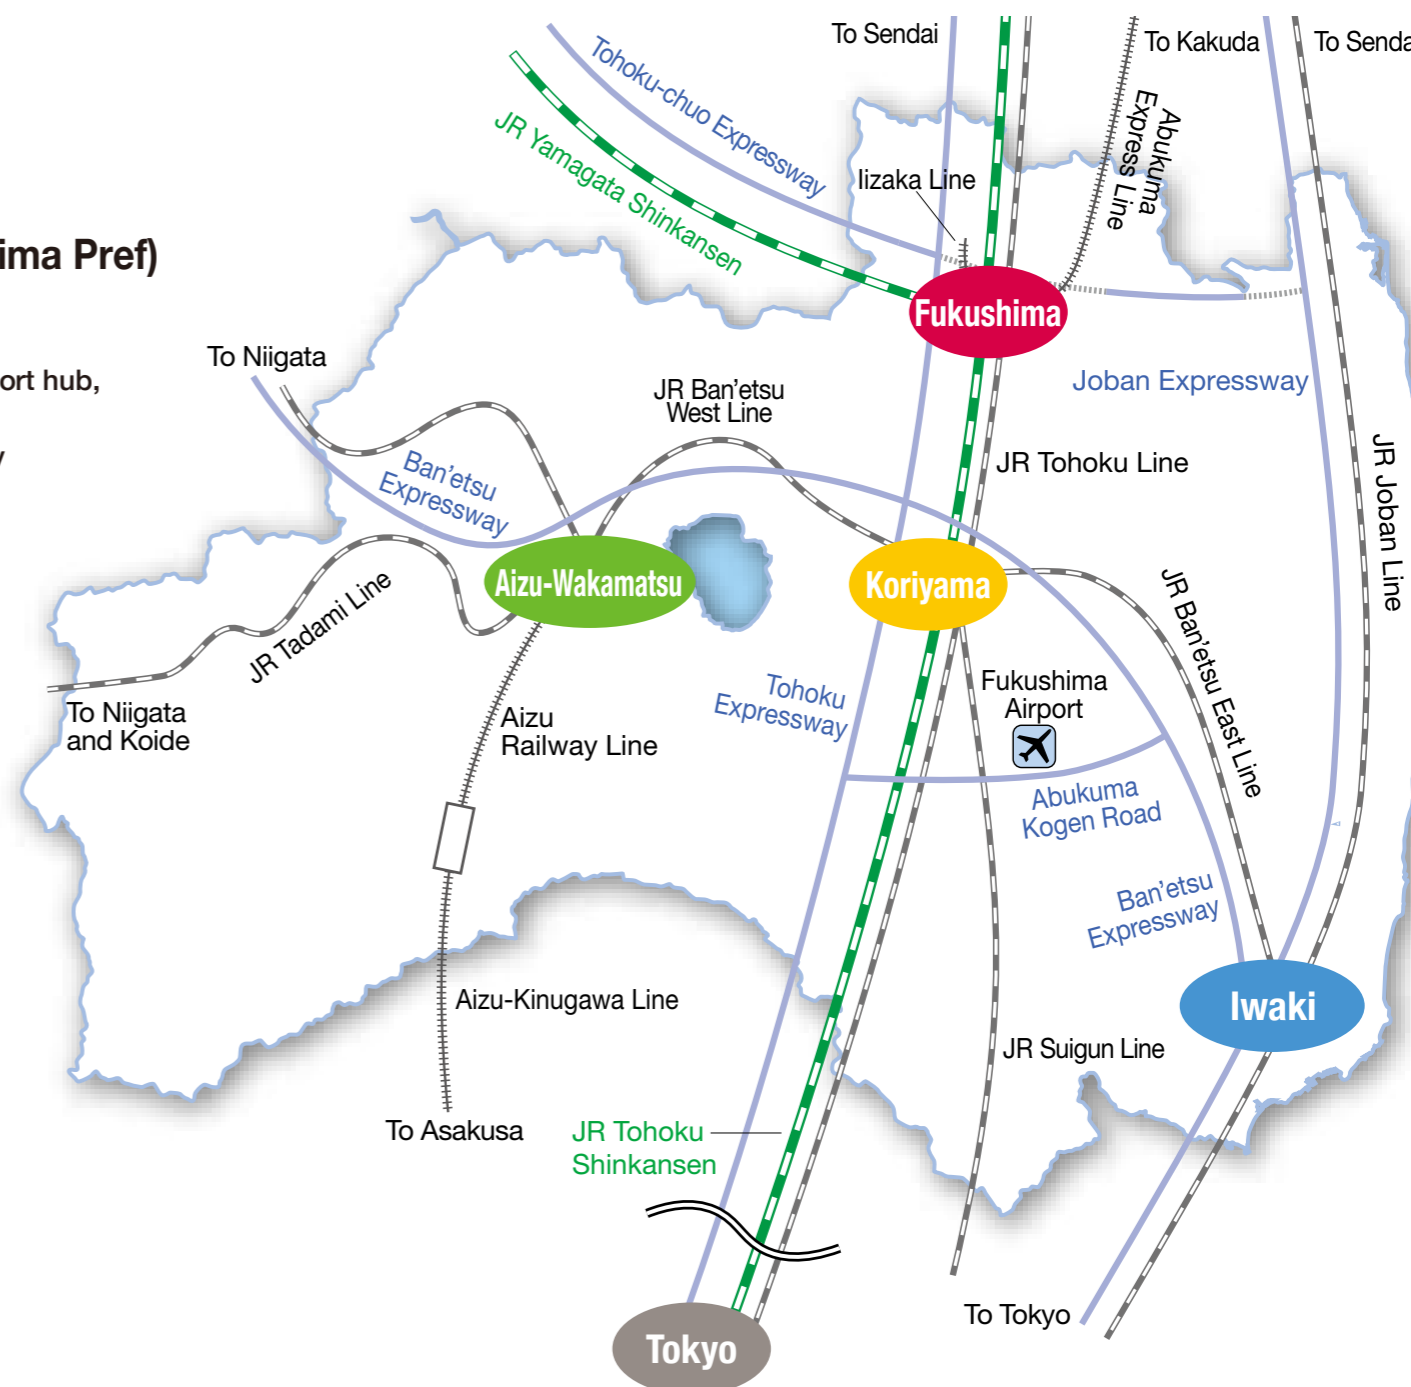 To Sendai
To Kakuda
To Senda
Tohoku-chuo Expressway
JR Yamagata Shinkansen
Abukuma
Express Line
Iizaka Line
ima Pref)
Fukushima
To Niigata
ort hub,
JR Ban’etsu
West Line
Joban Expressway
y
Ban’etsu
Expressway
JR Tohoku Line
JR Joban Line
Aizu-Wakamatsu
Koriyama
JR Tadami Line
JR Ban’etsu East Line
To Niigata
and Koide
Aizu
Railway Line
Tohoku
Expressway
Fukushima
Airport
Abukuma
Kogen Road
Ban’etsu
Expressway
Aizu-Kinugawa Line
Iwaki
JR Suigun Line
To Asakusa
JR Tohoku
Shinkansen
To Tokyo
Tokyo